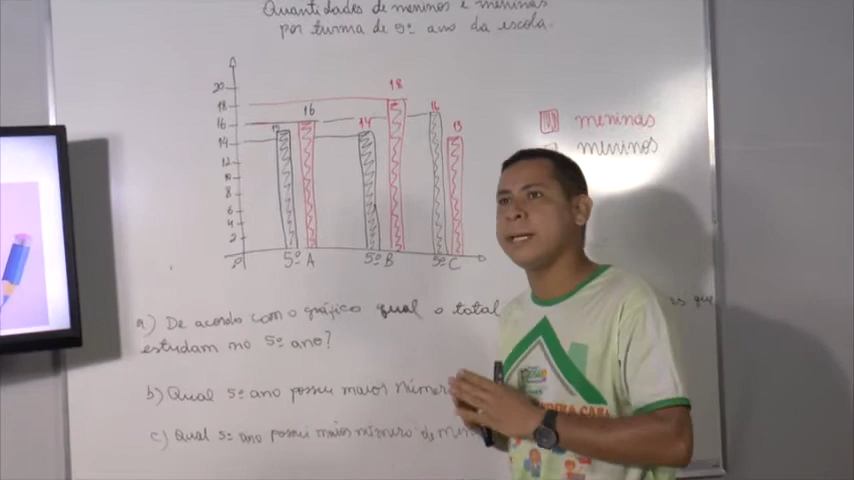 Quantidades de meninos e meninas
por turma de 5º ano da escola.
20
18
16
14
12
10
8
6
4
2
0
16
14
18
16
13
5º A
5º B
5º C
meninas
meninos
a) De acordo com o gráfico qual o total
que
estudam no 5º ano?
b) Qual 5º ano possui maior número
c) Qual 5º ano possui maior número de